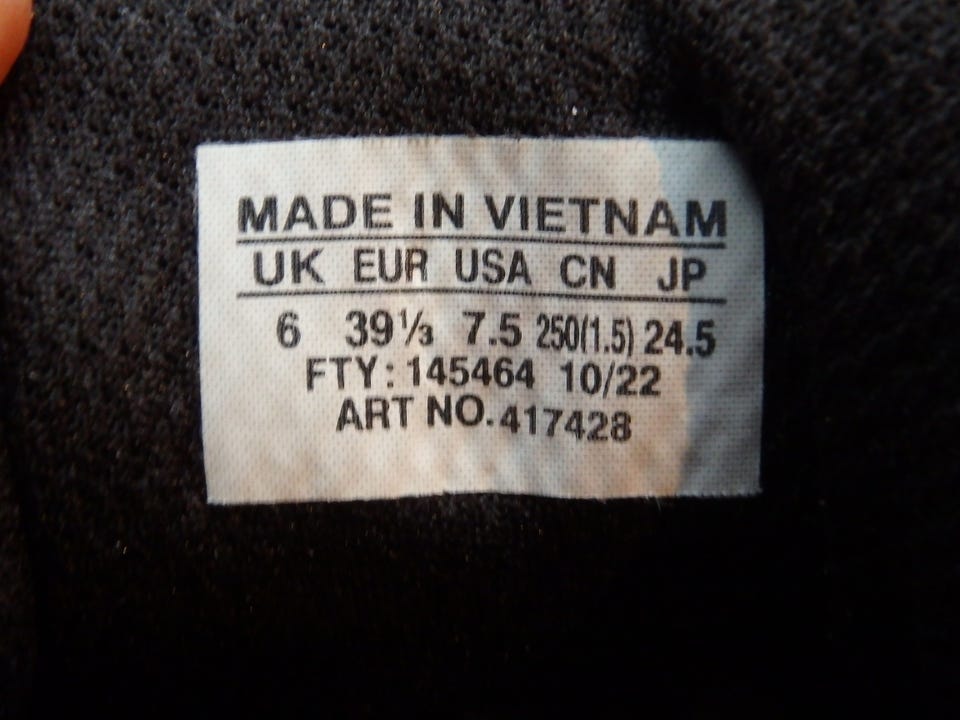 MADE IN VIETNAM
UK EUR USA CN JP
6 39⅓ 7.5 250(1.5) 24.5
FTY: 145464 10/22
ART NO. 417428